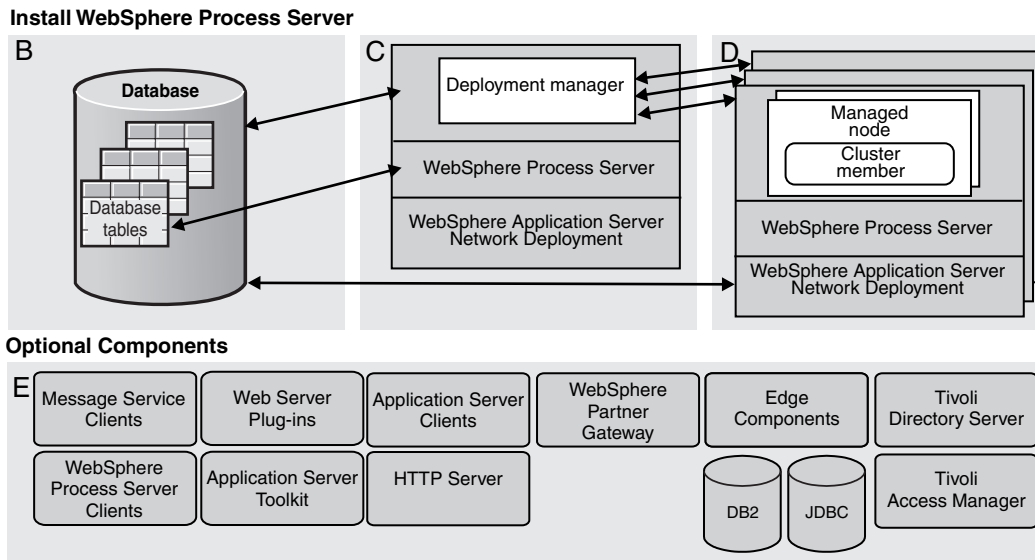 Install WebSphere Process Server
B
Database
Database
tables
C
Deployment manager
WebSphere Process Server
WebSphere Application Server
Network Deployment
D
Managed
node
Cluster
member
WebSphere Process Server
WebSphere Application Server
Network Deployment
Optional Components
E
Message Service
Clients
Web Server
Plug-ins
Application Server
Clients
WebSphere
Partner
Gateway
Edge
Components
Tivoli
Directory Server
WebSphere
Process Server
Clients
Application Server
Toolkit
HTTP Server
DB2
JDBC
Tivoli
Access Manager